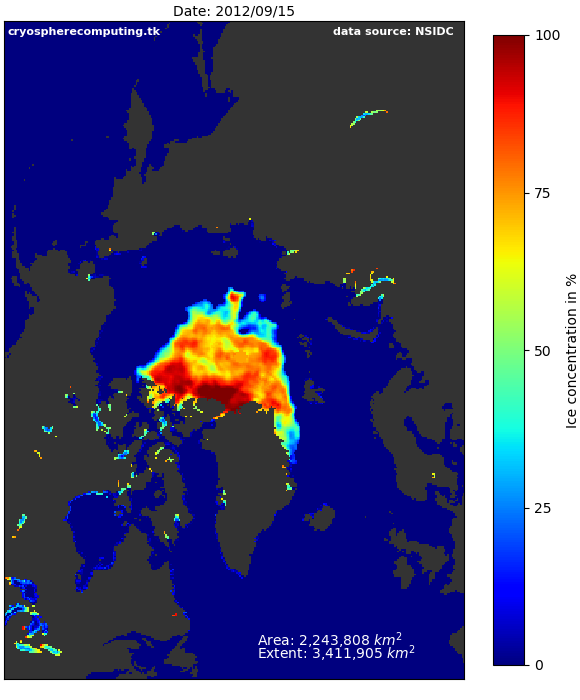 Date: 2012/09/15
cryospherecomputing.tk
data source: NSIDC
100
75
50
25
0
Ice concentration in %
Area: 2,243,808 km²
Extent: 3,411,905 km²